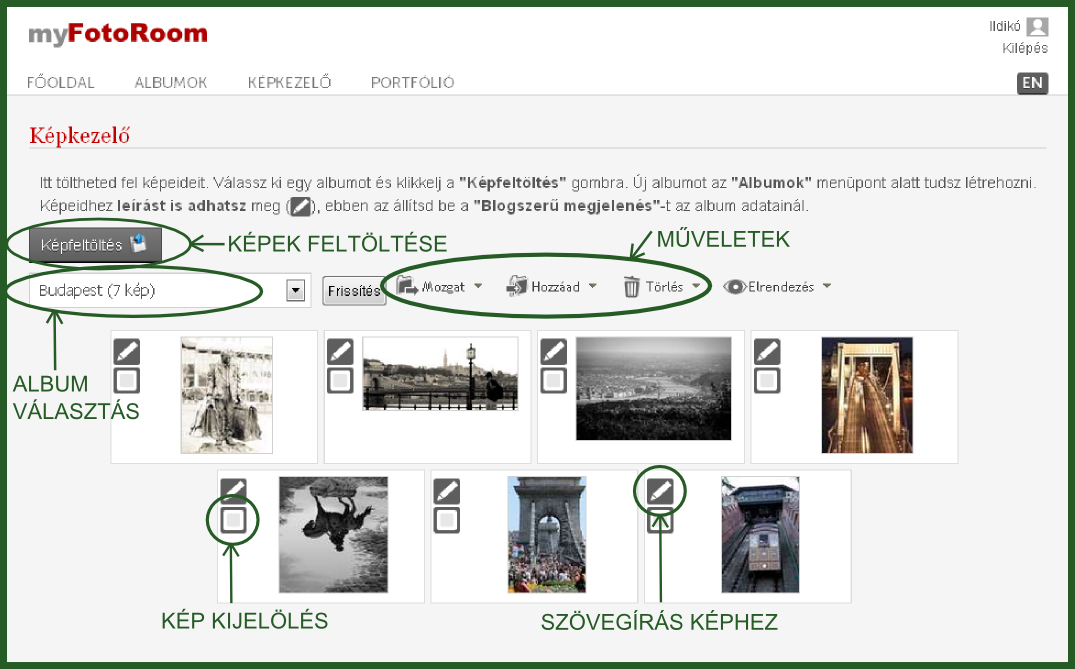 myFotoRoom
Ildikó
Kilépés
FŐOLDAL ALBUMOK KÉPKEZELŐ PORTFÓLIÓ
EN
Képkezelő
Itt töltheted fel képeidet. Válassz ki egy albumot és klikkelj a "Képfeltöltés" gombra. Új albumot az "Albumok" menüpont alatt tudsz létrehozni.
Képeidhez leírást is adhatsz meg (), ebben az állítsd be a "Blogszerű megjelenés"-t az album adatainál.
Képfeltöltés
KÉPEK FELTÖLTÉSE
MŰVELETEK
Budapest (7 kép)
Frissítés
Mozgat
Hozzáad
Törlés
Elrendezés
ALBUM
VÁLASZTÁS
KÉP KIJELÖLÉS
SZÖVEGÍRÁS KÉPHEZ